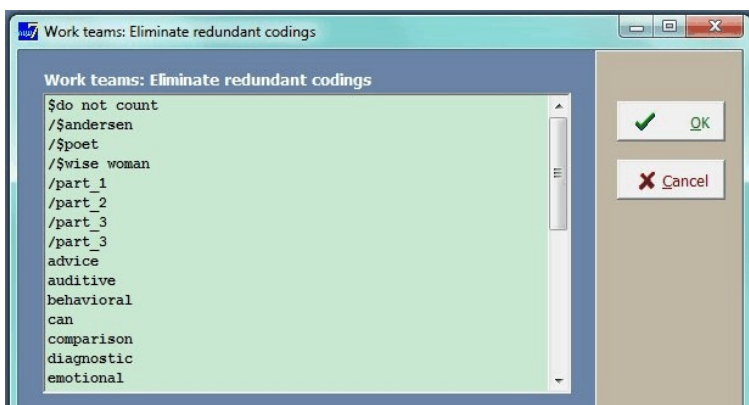 Work teams: Eliminate redundant codings
Work teams: Eliminate redundant codings
$do not count
/$andersen
/$poet
/$wise woman
/part_1
/part_2
/part_3
/part_3
advice
auditive
behavioral
can
comparison
diagnostic
emotional
OK
Cancel